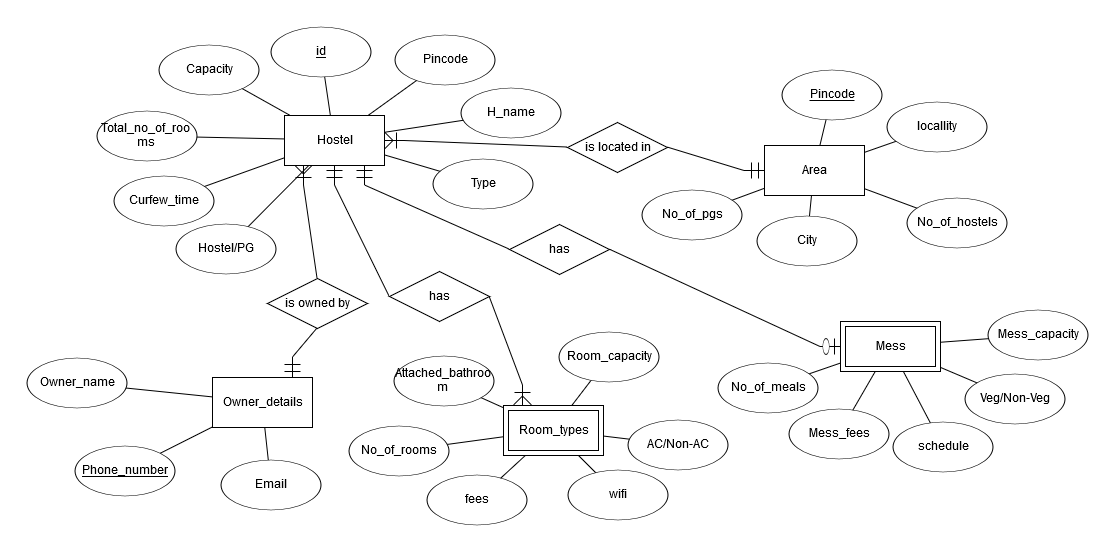 id
Capacity
Pincode
H_name
Pincode
Total_no_of_roo
ms
Hostel
is located in
locallity
Area
Type
Curfew_time
No_of_pgs
No_of_hostels
City
Hostel/PG
has
is owned by
has
Mess
Mess_capacity
Room_capacity
Attached_bathroo
m
Owner_name
No_of_meals
Veg/Non-Veg
Owner_details
Room_types
Mess_fees
AC/Non-AC
schedule
No_of_rooms
Phone_number
Email
fees
wifi